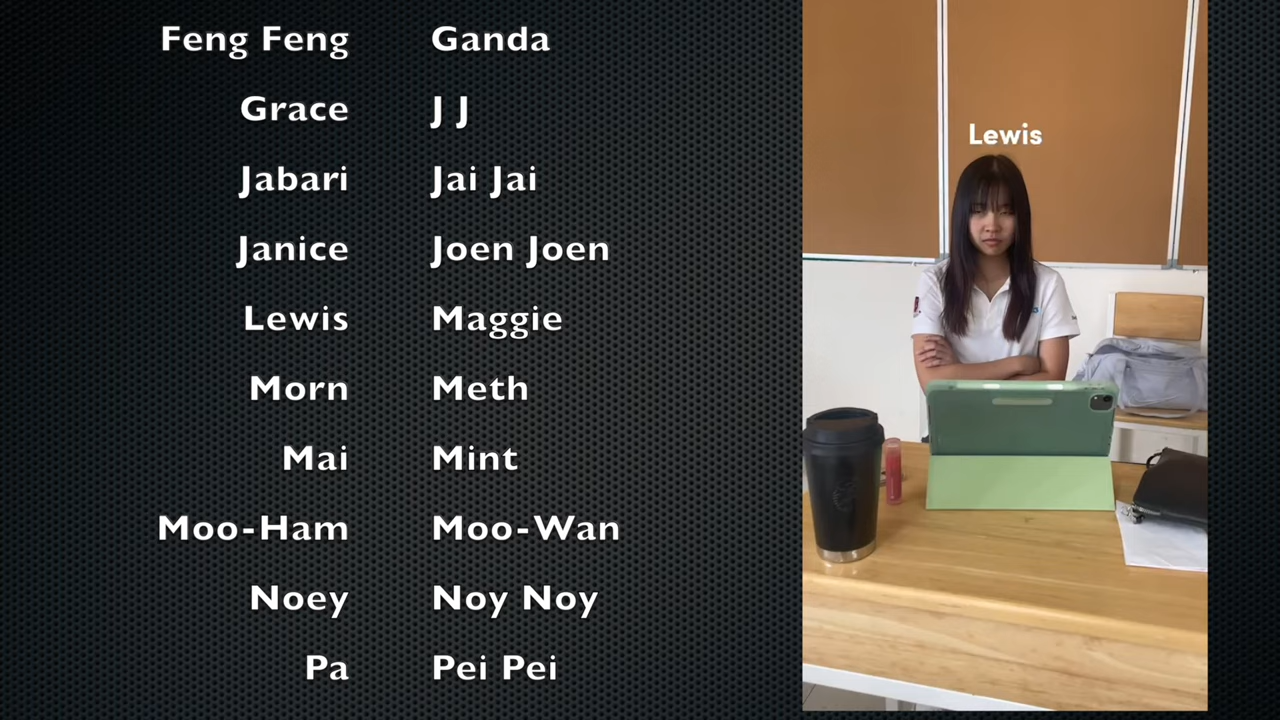 Feng Feng Ganda
Grace J J
Jabari Jai Jai
Janice Joen Joen
Lewis Maggie
Morn Meth
Mai Mint
Moo-Ham Moo-Wan
Noey Noy Noy
Pa Pei Pei
Lewis